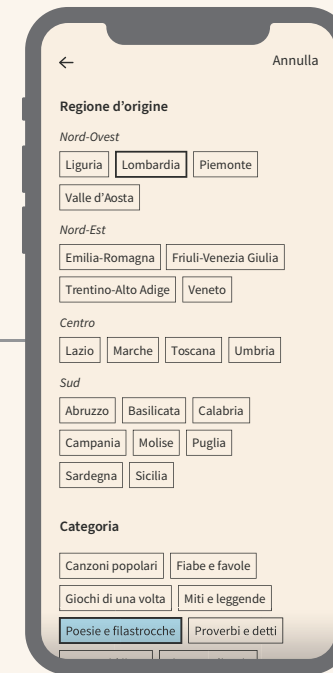 ← Annulla
Regione d’origine
Nord-Ovest
Liguria Lombardia Piemonte
Valle d’Aosta
Nord-Est
Emilia-Romagna Friuli-Venezia Giulia
Trentino-Alto Adige Veneto
Centro
Lazio Marche Toscana Umbria
Sud
Abruzzo Basilicata Calabria
Campania Molise Puglia
Sardegna Sicilia
Categoria
Canzoni popolari Fiabe e favole
Giochi di una volta Miti e leggende
Poesie e filastrocche Proverbi e detti